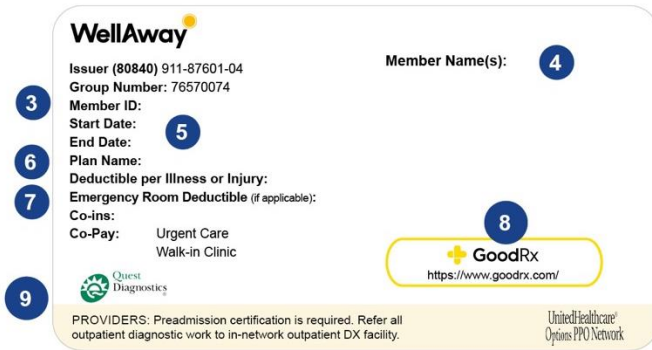 WellAway
Issuer (80840) 911-87601-04
Group Number: 76570074
3
Member ID:
Start Date:
5
End Date:
6
Plan Name:
Deductible per Illness or Injury:
7
Emergency Room Deductible (if applicable):
Co-ins:
Co-Pay: Urgent Care
Walk-in Clinic
Member Name(s):
4
8
GoodRx
https://www.goodrx.com/
9
Quest
Diagnostics
PROVIDERS: Preadmission certification is required. Refer all
outpatient diagnostic work to in-network outpatient DX facility.
UnitedHealthcare®
Options PPO Network